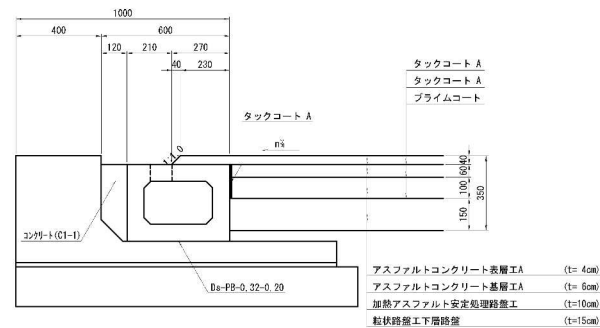 1000
400
600
120
210
270
40
230
タックコート A
タックコート A
プライムコート
タックコート A
n%
1:1.0
40
60
100
150
350
コンクリート(C1-1)
Da-PB-0.32-0.20
アスファルトコンクリート表層工A (t= 4cm)
アスファルトコンクリート基層工A (t= 6cm)
加熱アスファルト安定処理路盤工 (t=10cm)
粒状路盤工下層路盤 (t=15cm)